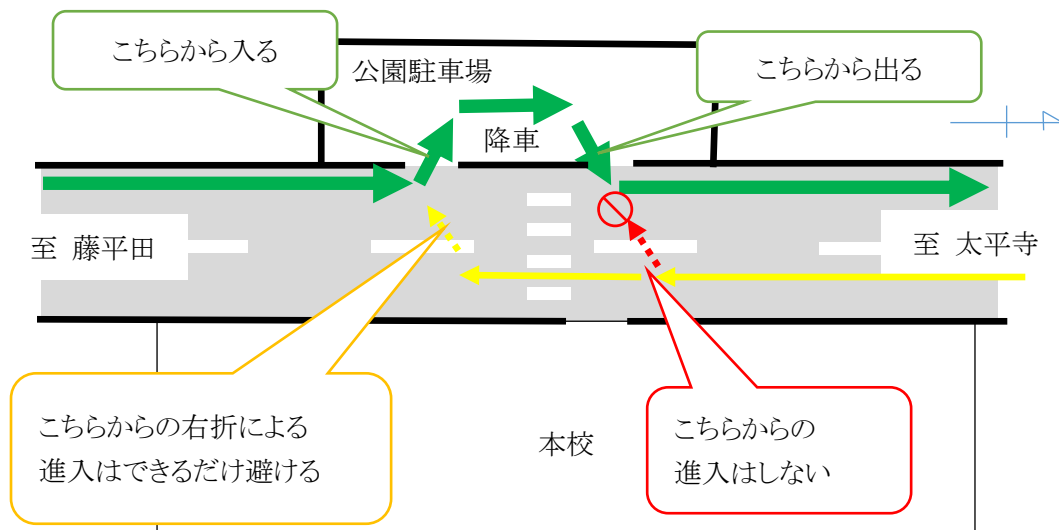 こちらから入る
公園駐車場
こちらから出る
降車
至 藤平田
至 太平寺
こちらからの右折による
進入はできるだけ避ける
本校
こちらからの
進入はしない